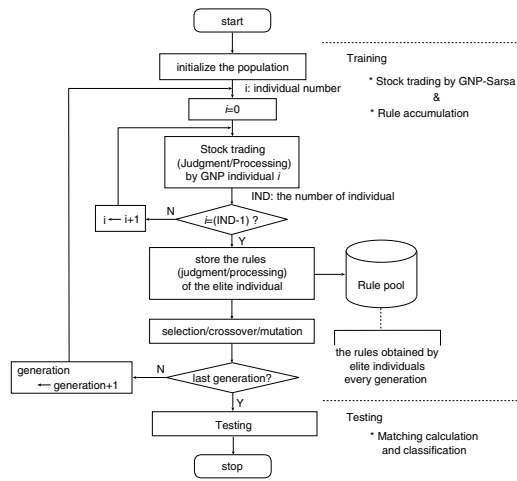 start
initialize the population
i: individual number
i=0
Stock trading
(Judgment/Processing)
by GNP individual i
IND: the number of individual
i=(IND-1) ?
N
i ← i+1
Y
store the rules
(judgment/processing)
of the elite individual
Rule pool
the rules obtained by
elite individuals
every generation
selection/crossover/mutation
last generation?
N
generation
← generation+1
Y
Testing
stop
Training
* Stock trading by GNP-Sarsa
&
* Rule accumulation
Testing
* Matching calculation
and classification